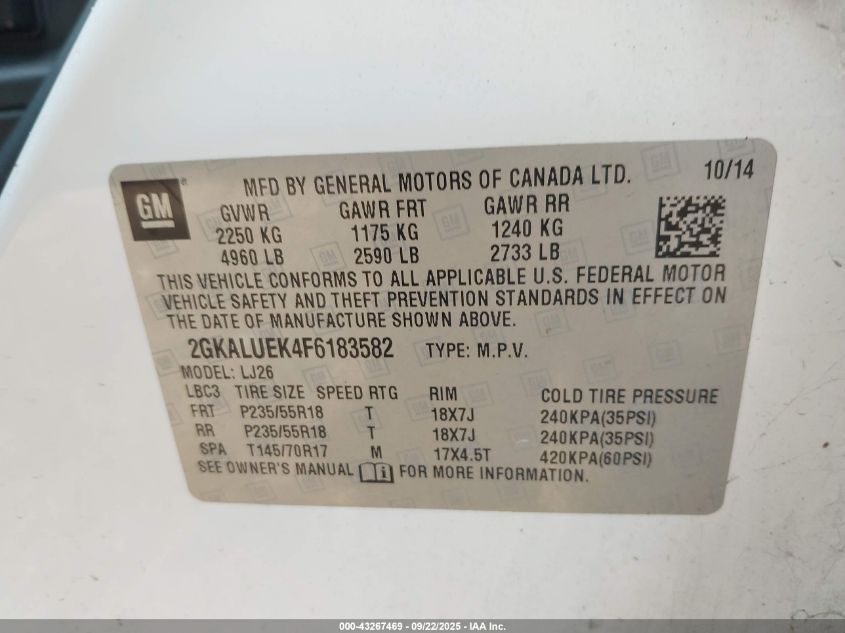 GM
MFD BY GENERAL MOTORS OF CANADA LTD. 10/14
GVWR GAWR FRT GAWR RR
2250 KG 1175 KG 1240 KG
4960 LB 2590 LB 2733 LB
THIS VEHICLE CONFORMS TO ALL APPLICABLE U.S. FEDERAL MOTOR
VEHICLE SAFETY AND THEFT PREVENTION STANDARDS IN EFFECT ON
THE DATE OF MANUFACTURE SHOWN ABOVE.
2GKALUEK4F6183582 TYPE: M.P.V.
MODEL: LJ26
LBC3 TIRE SIZE SPEED RTG RIM COLD TIRE PRESSURE
FRT P235/55R18 T 18X7J 240KPA(35PSI)
RR P235/55R18 T 18X7J 240KPA(35PSI)
SPA T145/70R17 M 17X4.5T 420KPA(60PSI)
SEE OWNER'S MANUAL FOR MORE INFORMATION.
000-43267469 - 09/22/2025 - IAA Inc.